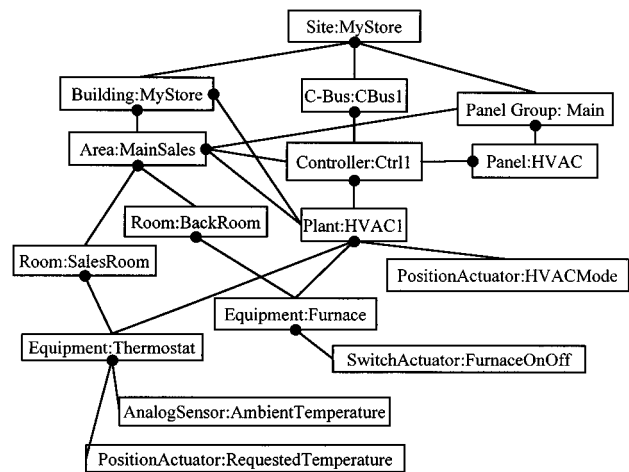 Site:MyStore
Building:MyStore
C-Bus:CBus1
Panel Group: Main
Area:MainSales
Controller:Ctrl1
Panel:HVAC
Room:BackRoom
Plant:HVAC1
Room:SalesRoom
PositionActuator:HVACMode
Equipment:Furnace
Equipment:Thermostat
SwitchActuator:FurnaceOnOff
AnalogSensor:AmbientTemperature
PositionActuator:RequestedTemperature